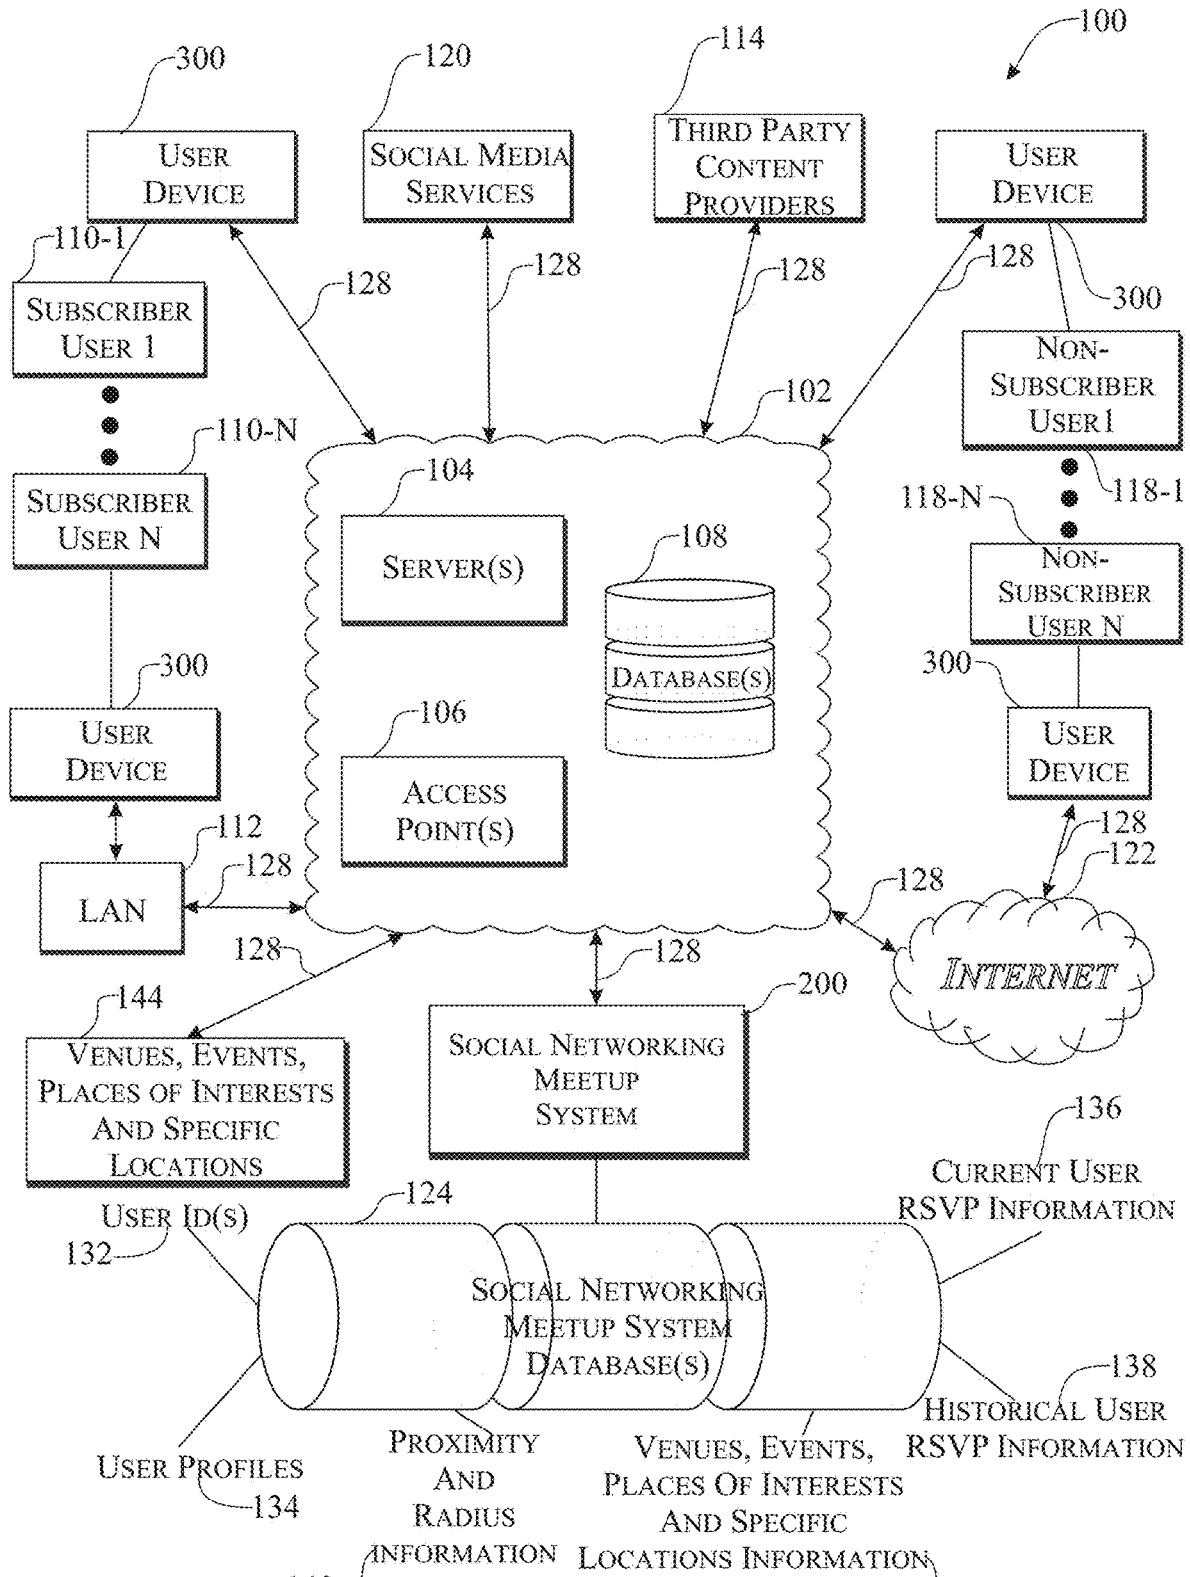 100
300
120
114
USER
DEVICE
SOCIAL MEDIA
SERVICES
THIRD PARTY
CONTENT
PROVIDERS
USER
DEVICE
110-1
128
128
128
128
300
SUBSCRIBER
USER 1
NON-
SUBSCRIBER
USER1
102
110-N
104
118-N
118-1
SUBSCRIBER
USER N
SERVER(S)
108
NON-
SUBSCRIBER
USER N
300
DATABASE(S)
300
USER
DEVICE
106
USER
DEVICE
ACCESS
POINT(S)
112
128
122
LAN
128
128
128
128
INTERNET
144
200
VENUES, EVENTS,
PLACES OF INTERESTS
AND SPECIFIC
LOCATIONS
SOCIAL NETWORKING
MEETUP
SYSTEM
136
CURRENT USER
RSVP INFORMATION
USER ID(S)
132
124
SOCIAL NETWORKING
MEETUP SYSTEM
DATABASE(S)
138
HISTORICAL USER
RSVP INFORMATION
USER PROFILES
134
PROXIMITY
AND
RADIUS
INFORMATION
VENUES, EVENTS,
PLACES OF INTERESTS
AND SPECIFIC
LOCATIONS INFORMATION